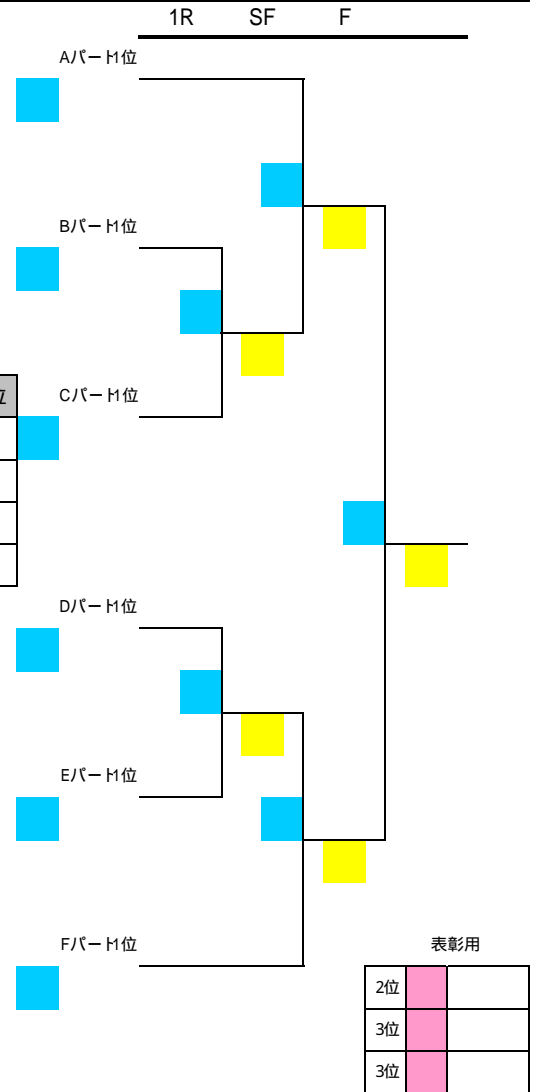 1R SF F
Aパート1位
Bパート1位
位
Cパート1位
Dパート1位
Eパート1位
Fパート1位
表彰用
2位
3位
3位